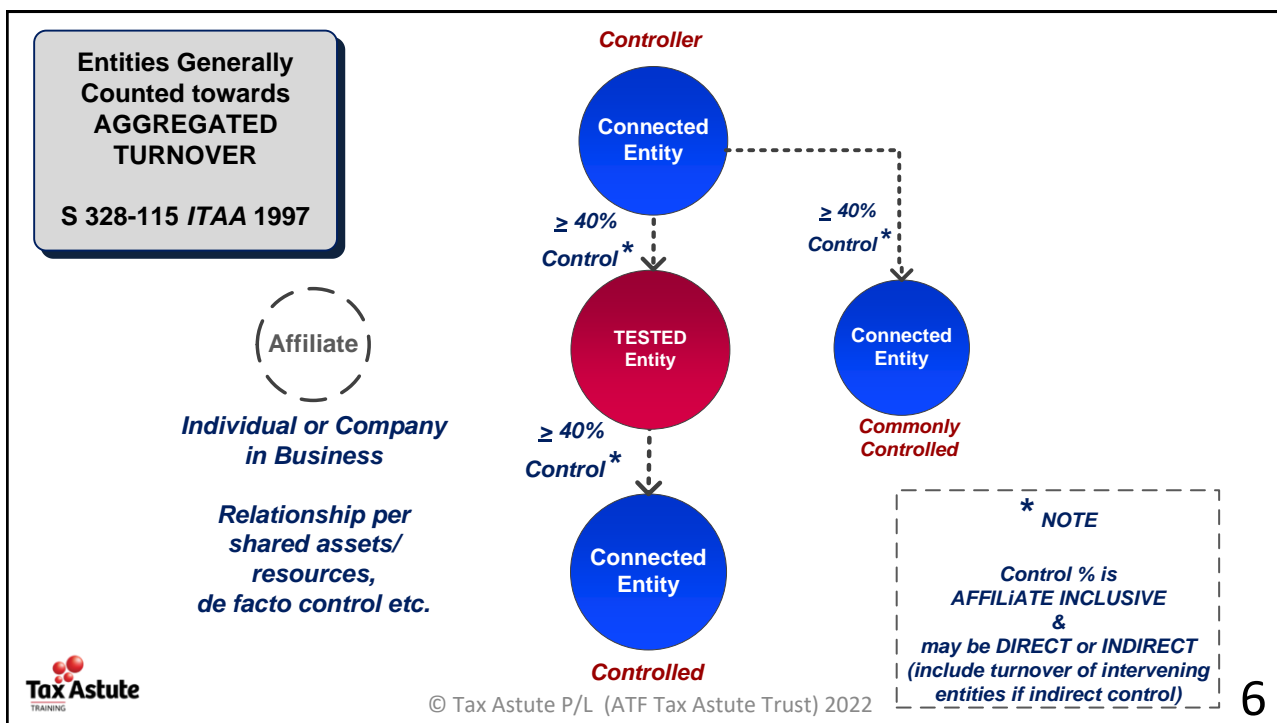 Entities Generally
Counted towards
AGGREGATED
TURNOVER
S 328-115 ITAA 1997
Controller
Connected
Entity
≥ 40%
Control *
≥ 40%
Control *
Affiliate
Individual or Company
in Business
Relationship per
shared assets/
resources,
de facto control etc.
TESTED
Entity
Connected
Entity
Commonly
Controlled
≥ 40%
Control *
Connected
Entity
Controlled
* NOTE
Control % is
AFFILiATE INCLUSIVE
&
may be DIRECT or INDIRECT
(include turnover of intervening
entities if indirect control)
Tax Astute
TRAINING
© Tax Astute P/L (ATF Tax Astute Trust) 2022
6